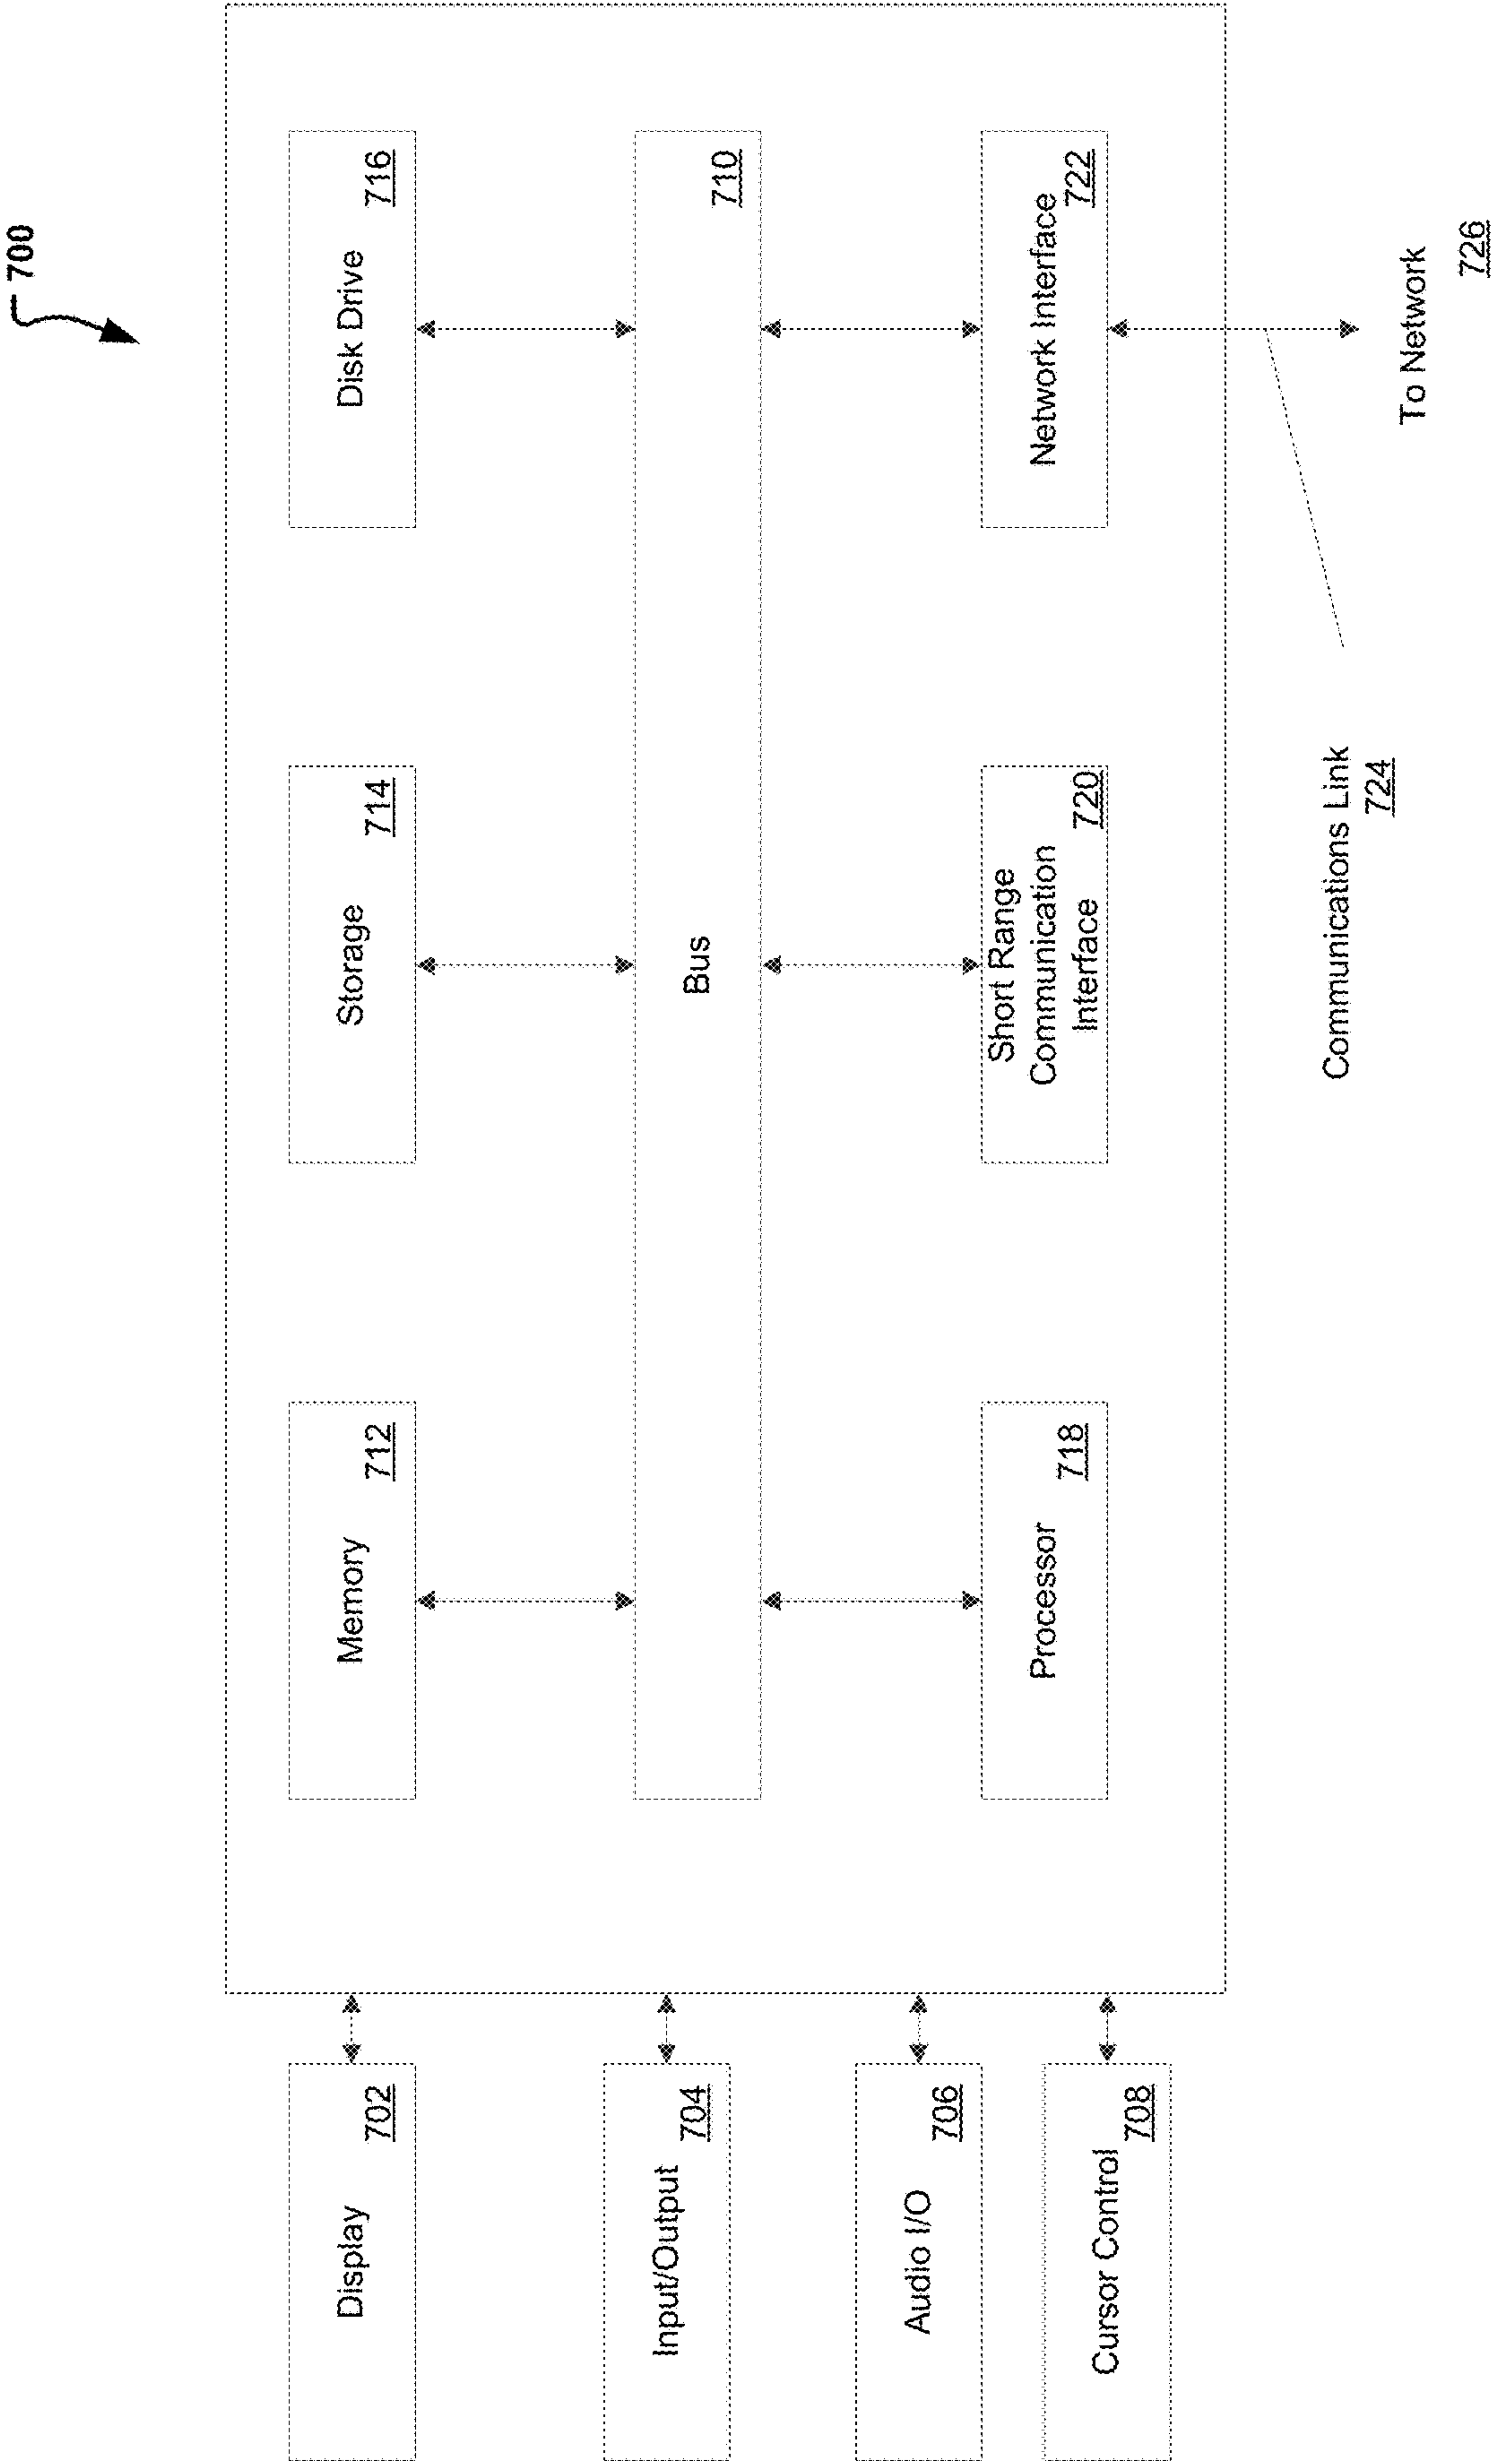 700
Display
702
Memory
712
Storage
714
Disk Drive
716
Input/Output
704
Bus
710
Audio I/O
706
Cursor Control
708
Processor
718
Short Range
Communication
Interface
720
Network Interface
722
Communications Link
724
To Network
726